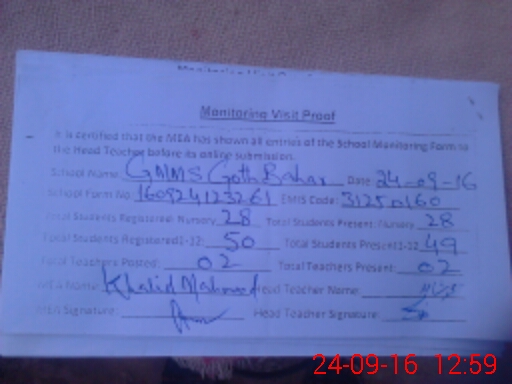 Monitoring Visit Proof
It is certified that the MEA has shown all entries of the School Monitoring Form to
the Head Teacher before its online submission.
School Name: GMMS Goth Bahar Date: 24-09-16
School Form No: 160924123261 EMIS Code: 31250160
Total Students Registered: Nursery 28 Total Students Present: Nursery 28
Total Students Registered1-12: 50 Total Students Present1-12 49
Total Teachers Posted: 02 Total Teachers Present: 02
MEA Name: Khalid Mahmood Head Teacher Name:
MEA Signature: Head Teacher Signature:
24-09-16 12:59